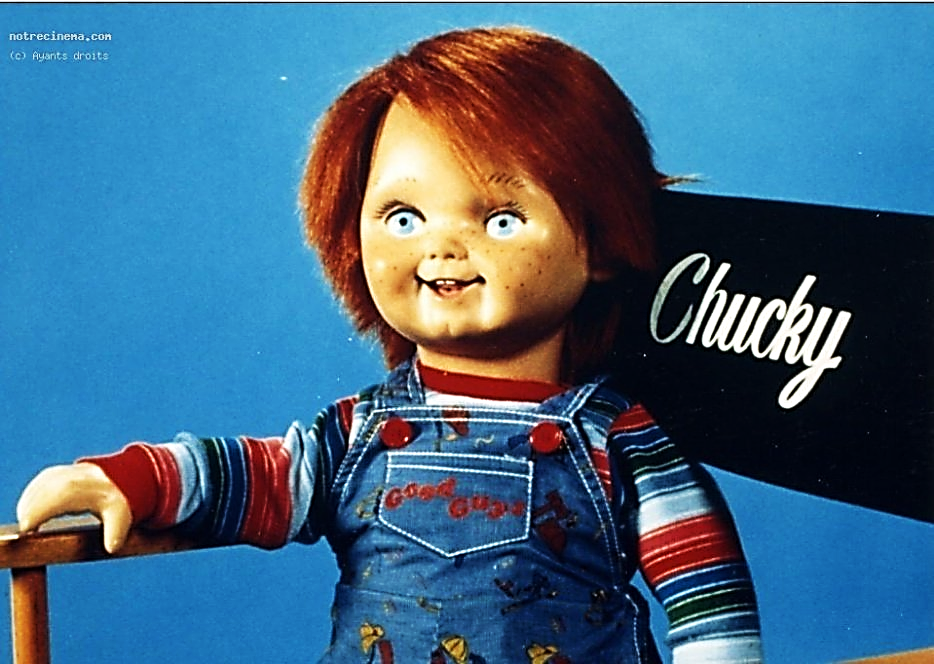 notrecinema.com
(c) Ayants droits
Chucky
Good
Guys